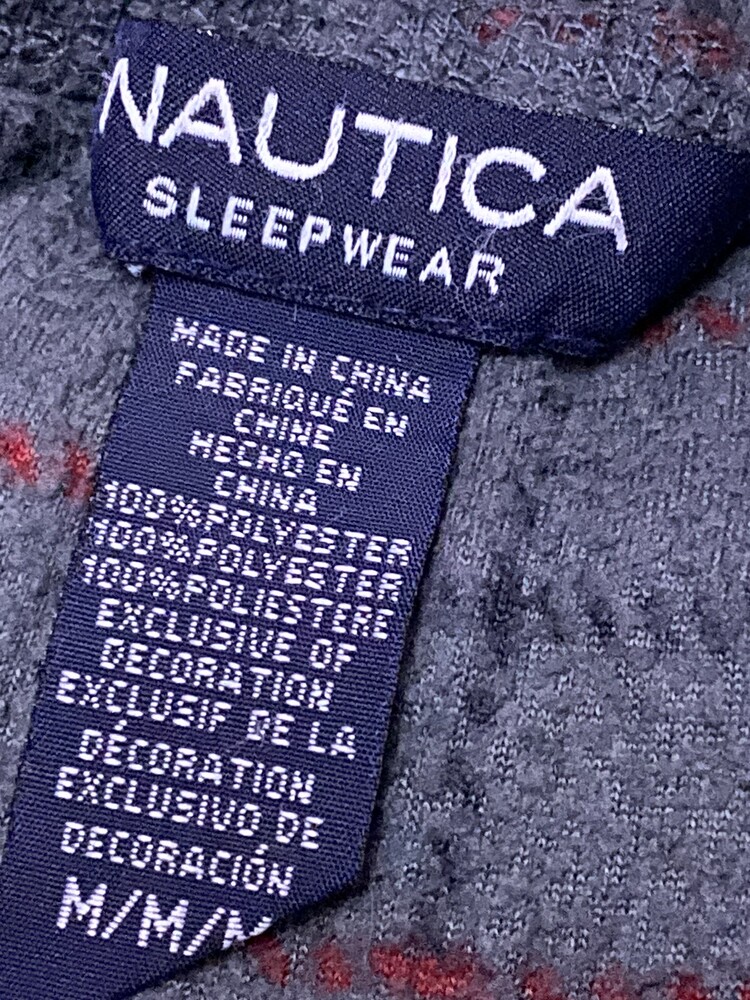 NAUTICA
SLEEPWEAR
MADE IN CHINA
FABRIQUÉ EN
CHINE
HECHO EN
CHINA
100%POLYESTER
100%POLYESTER
100%POLIESTERE
EXCLUSIVE OF
DECORATION
EXCLUSIF DE LA
DÉCORATION
EXCLUSIVO DE
DECORACIÓN
M/M/M